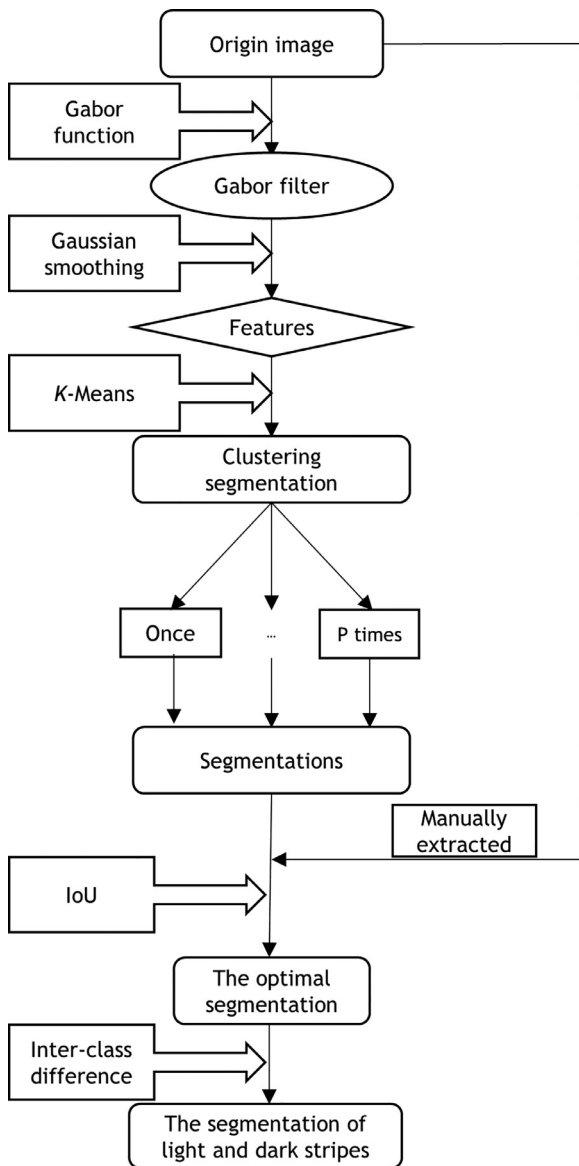 Origin image
Gabor
function
Gabor filter
Gaussian
smoothing
Features
K-Means
Clustering
segmentation
Once
...
P times
Segmentations
Manually
extracted
IoU
The optimal
segmentation
Inter-class
difference
The segmentation of
light and dark stripes